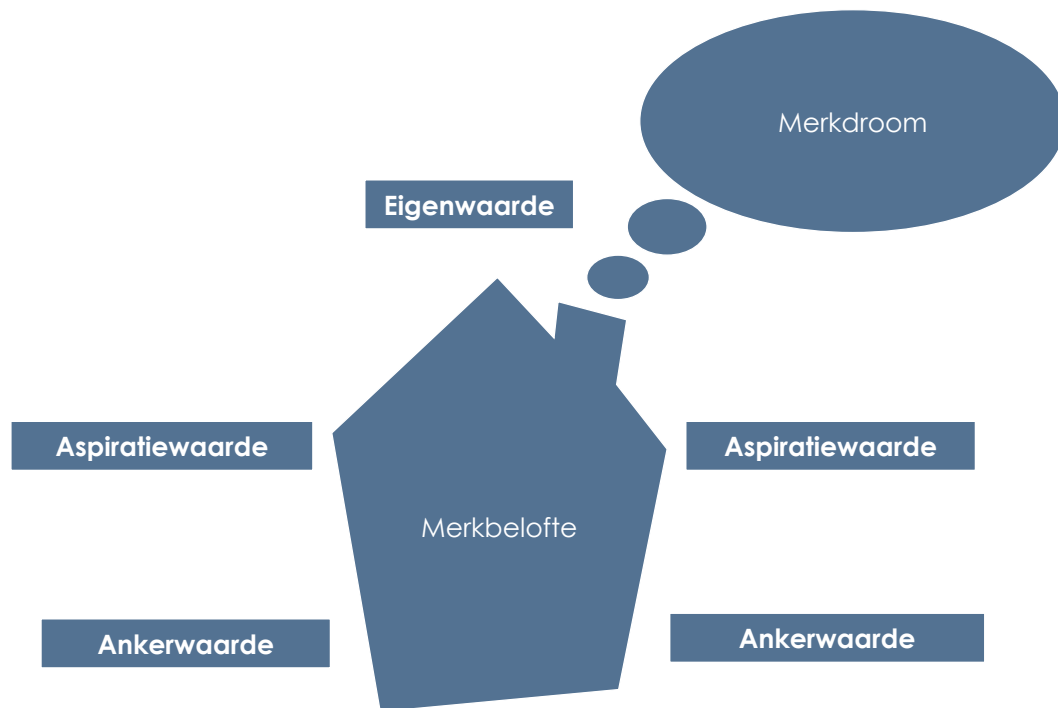 Merkdroom
Eigenwaarde
Aspiratiewaarde
Aspiratiewaarde
Merkbelofte
Ankerwaarde
Ankerwaarde